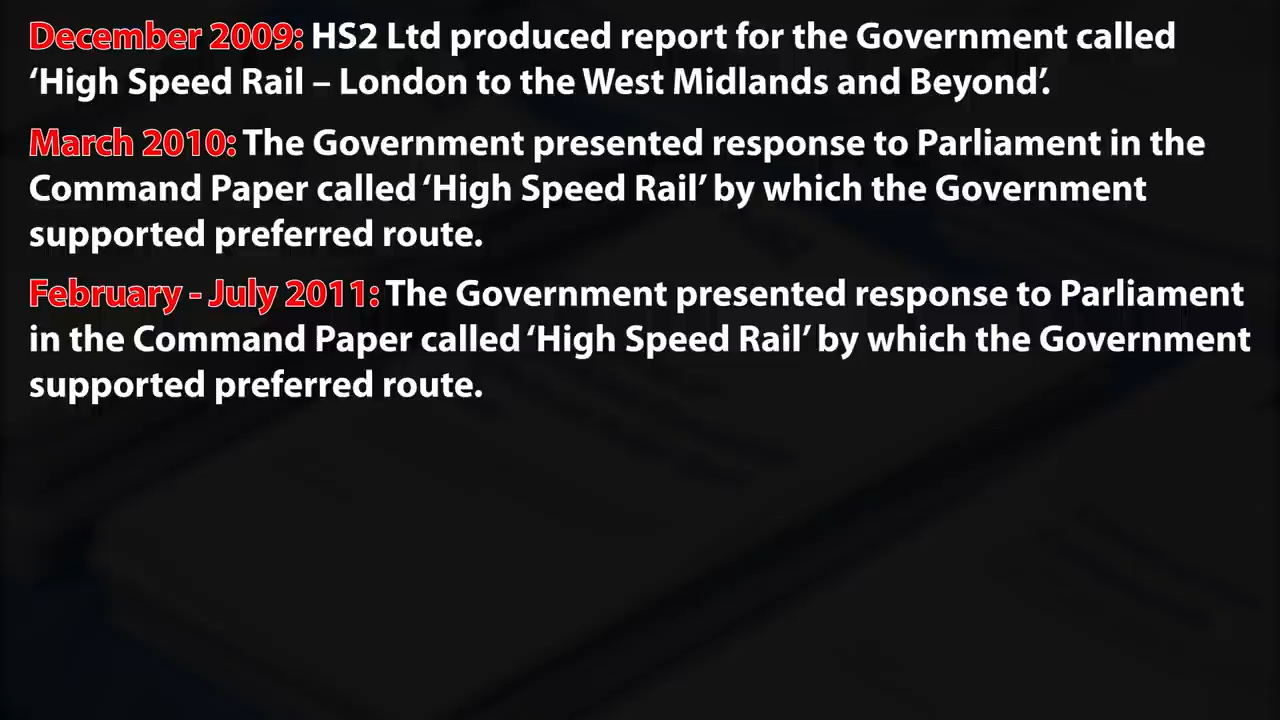 December 2009: HS2 Ltd produced report for the Government called
‘High Speed Rail – London to the West Midlands and Beyond’.
March 2010: The Government presented response to Parliament in the
Command Paper called ‘High Speed Rail’ by which the Government
supported preferred route.
February - July 2011: The Government presented response to Parliament
in the Command Paper called ‘High Speed Rail’ by which the Government
supported preferred route.